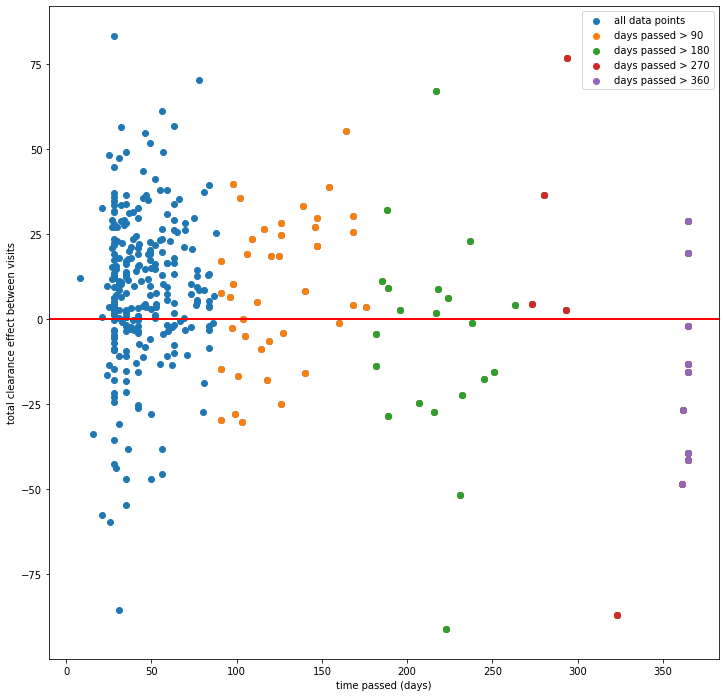 all data points
days passed > 90
days passed > 180
days passed > 270
days passed > 360
75
50
25
0
−25
−50
−75
total clearance effect between visits
0
50
100
150
200
250
300
350
time passed (days)